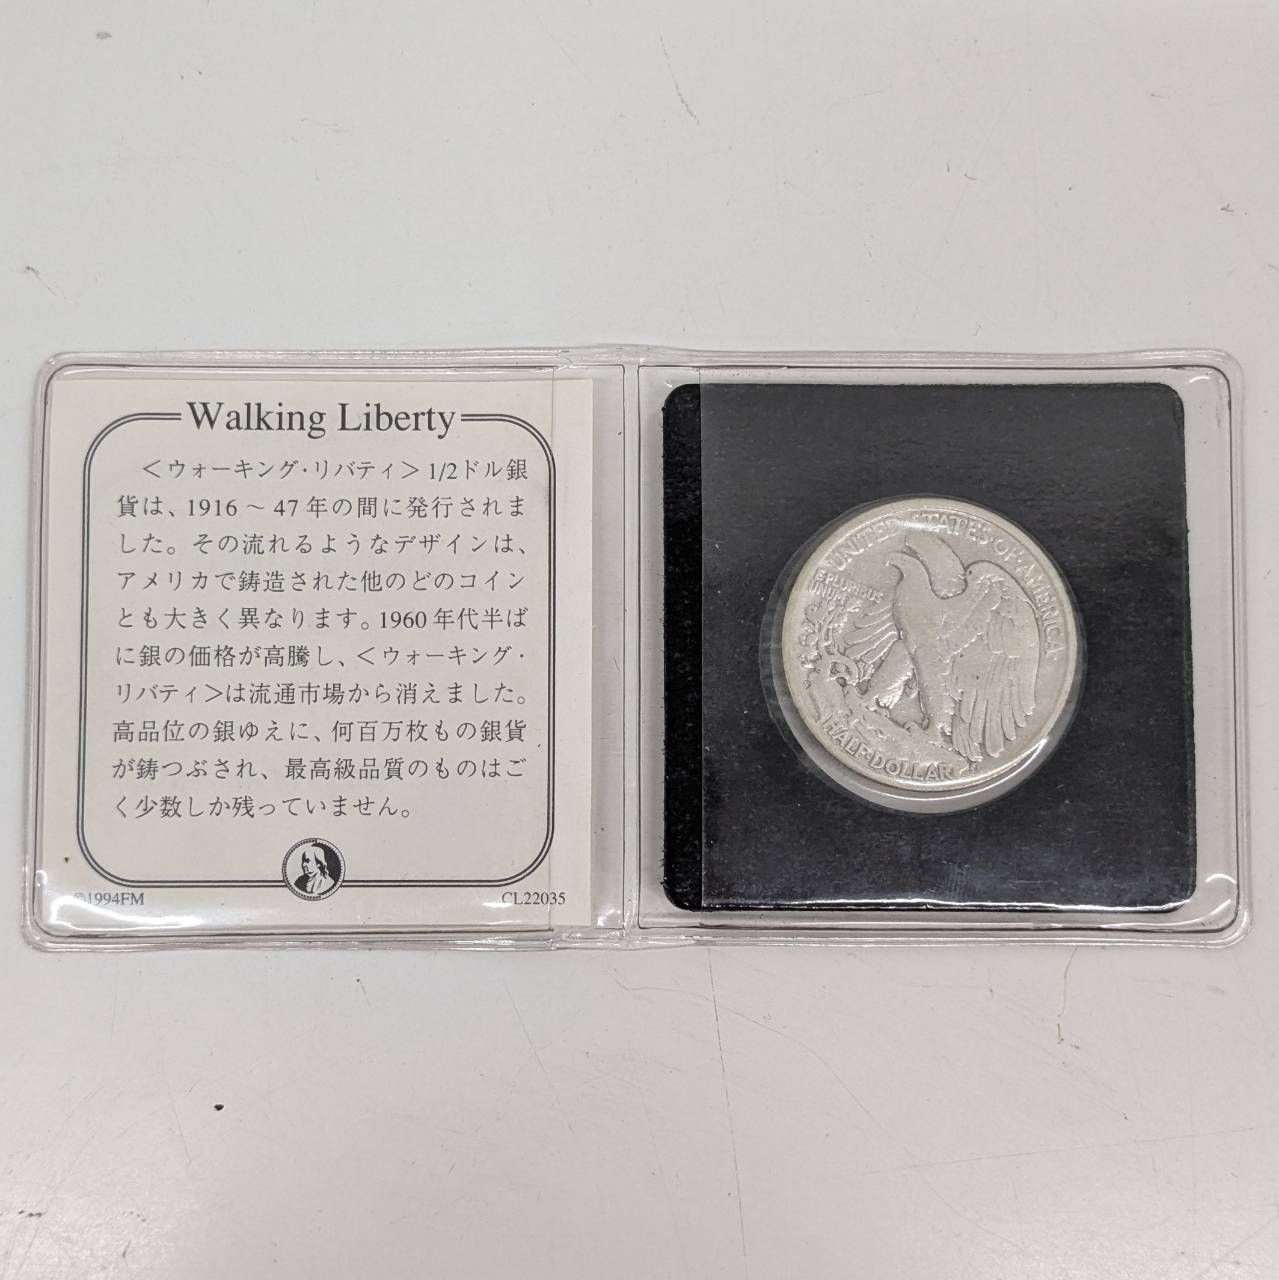 Walking Liberty
＜ウォーキング・リバティ＞1/2ドル銀
貨は、1916～47年の間に発行されま
した。その流れるようなデザインは、
アメリカで鋳造された他のどのコイン
とも大きく異なります。1960年代半ば
に銀の価格が高騰し、＜ウォーキング・
リバティ＞は流通市場から消えました。
高品位の銀ゆえに、何百万枚もの銀貨
が鋳つぶされ、最高級品質のものはご
く少数しか残っていません。
©1994FM
CL22035
UNITED·STATES·OF·AMERICA
E·PLURIBUS
UNUM
HALF·DOLLAR